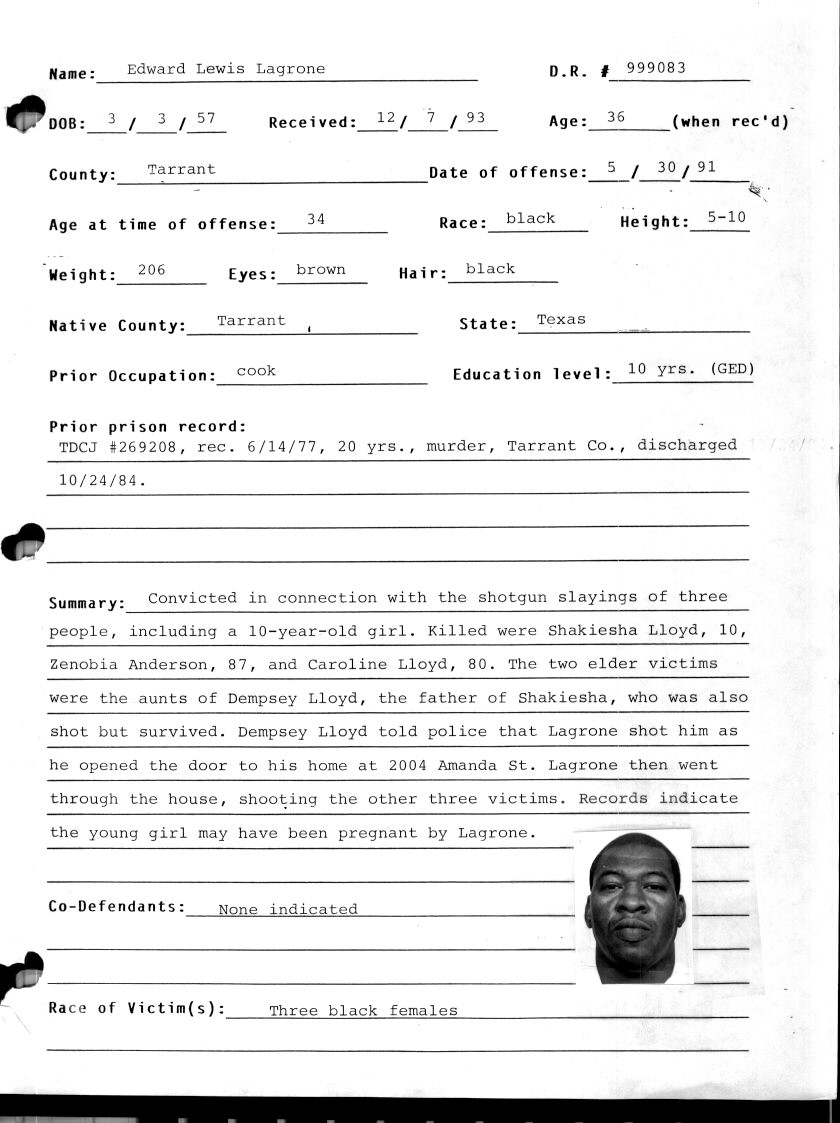 Name: Edward Lewis Lagrone D.R. # 999083
DOB: 3 / 3 / 57 Received: 12 / 7 / 93 Age: 36 (when rec'd)
County: Tarrant Date of offense: 5 / 30 / 91
Age at time of offense: 34 Race: black Height: 5-10
Weight: 206 Eyes: brown Hair: black
Native County: Tarrant State: Texas
Prior Occupation: cook Education level: 10 yrs. (GED)
Prior prison record:
TDCJ #269208, rec. 6/14/77, 20 yrs., murder, Tarrant Co., discharged
10/24/84.
Summary: Convicted in connection with the shotgun slayings of three
people, including a 10-year-old girl. Killed were Shakiesha Lloyd, 10,
Zenobia Anderson, 87, and Caroline Lloyd, 80. The two elder victims
were the aunts of Dempsey Lloyd, the father of Shakiesha, who was also
shot but survived. Dempsey Lloyd told police that Lagrone shot him as
he opened the door to his home at 2004 Amanda St. Lagrone then went
through the house, shooting the other three victims. Records indicate
the young girl may have been pregnant by Lagrone.
Co-Defendants: None indicated
Race of Victim(s): Three black females